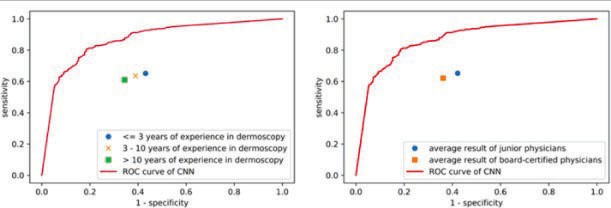 1.0
0.8
0.6
0.4
0.2
0.0
sensitivity
<= 3 years of experience in dermoscopy
3 - 10 years of experience in dermoscopy
> 10 years of experience in dermoscopy
ROC curve of CNN
0.0 0.2 0.4 0.6 0.8 1.0
1 - specificity
1.0
0.8
0.6
0.4
0.2
0.0
sensitivity
average result of junior physicians
average result of board-certified physicians
ROC curve of CNN
0.0 0.2 0.4 0.6 0.8 1.0
1 - specificity